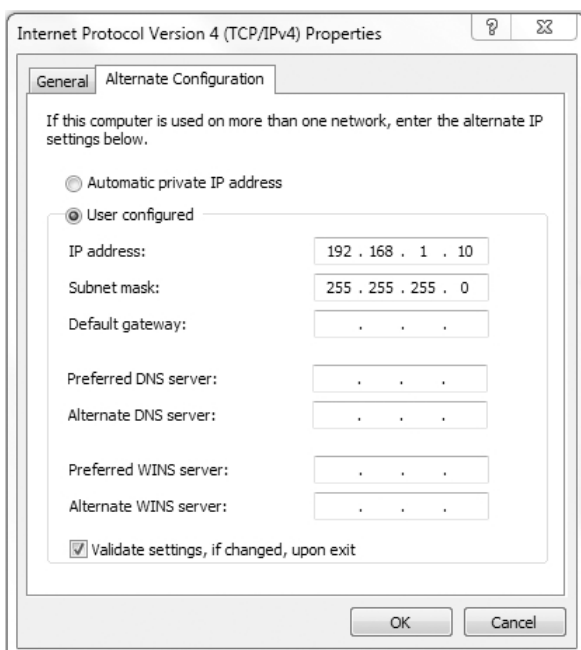 Internet Protocol Version 4 (TCP/IPv4) Properties
General
Alternate Configuration
If this computer is used on more than one network, enter the alternate IP
settings below.
Automatic private IP address
User configured
IP address: 192 . 168 . 1 . 10
Subnet mask: 255 . 255 . 255 . 0
Default gateway: . . .
Preferred DNS server: . . .
Alternate DNS server: . . .
Preferred WINS server: . . .
Alternate WINS server: . . .
Validate settings, if changed, upon exit
OK Cancel